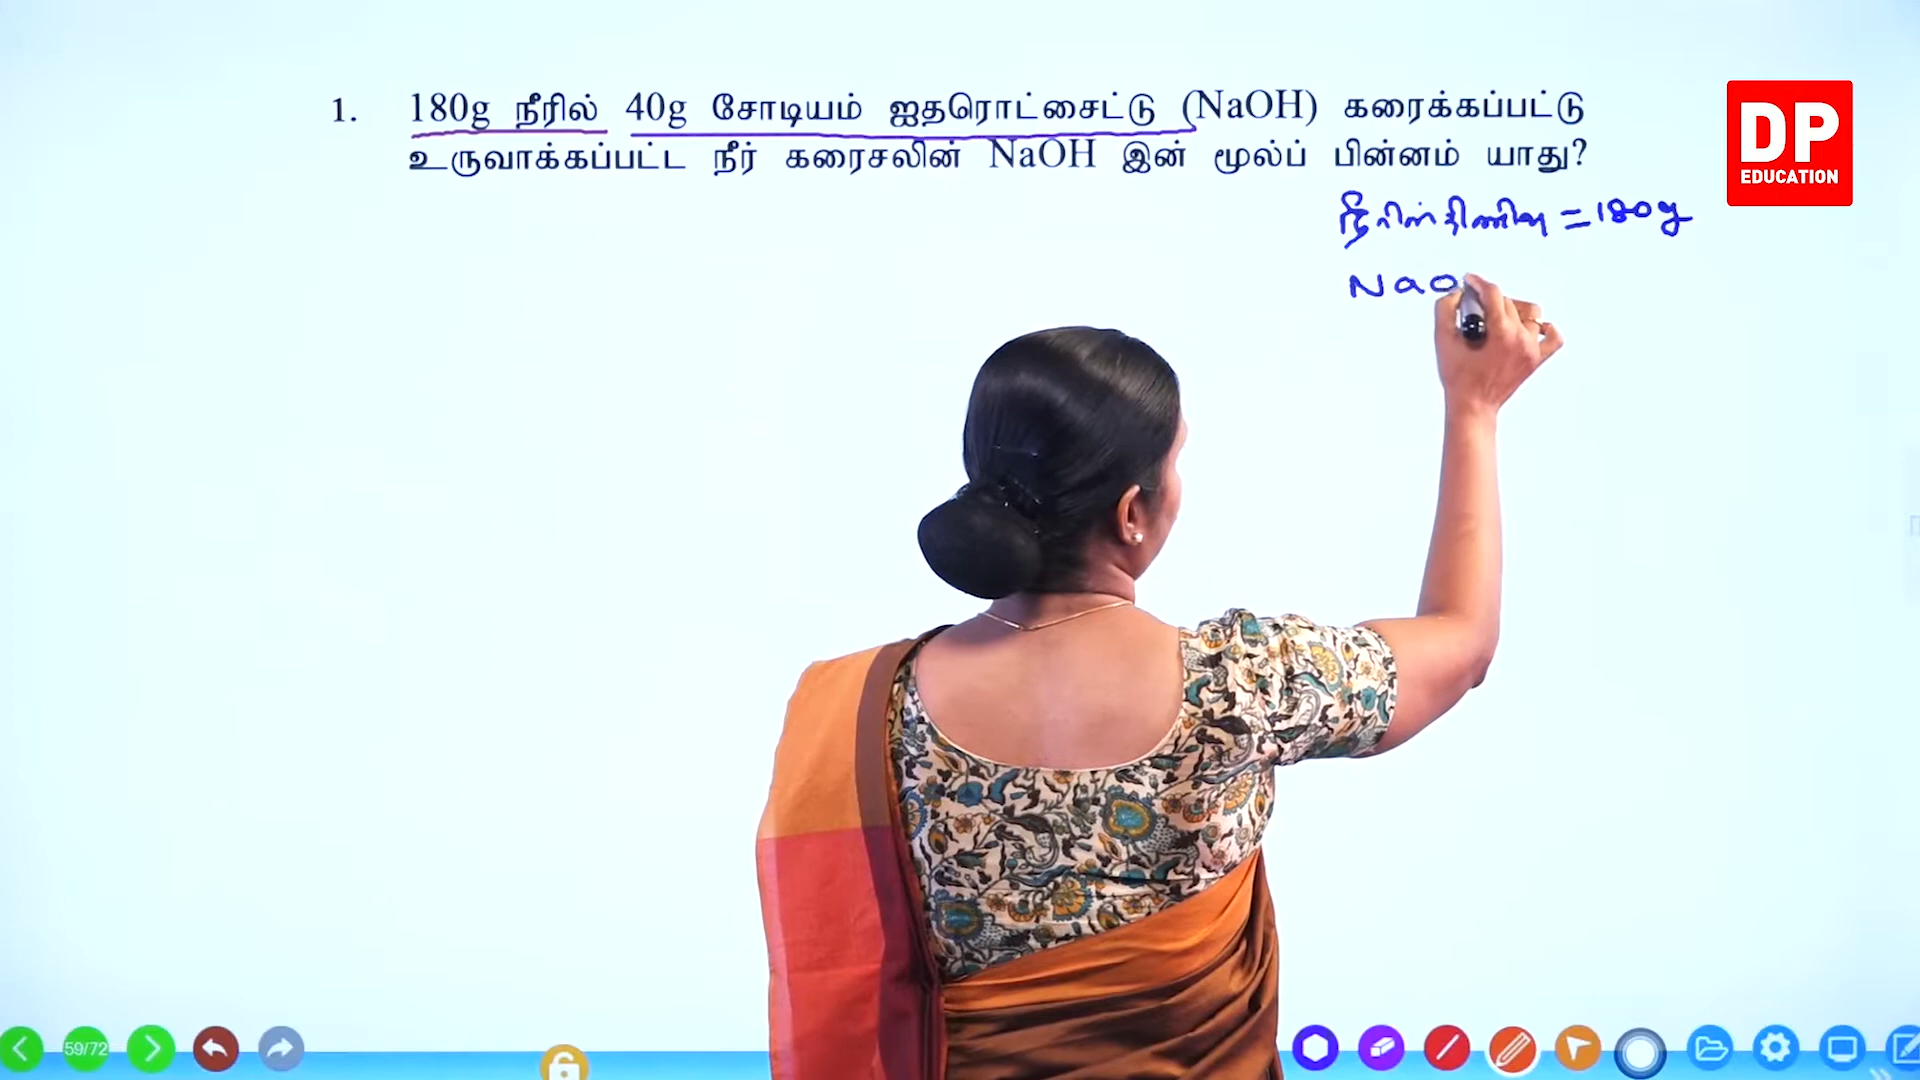 1. 180g நீரில் 40g சோடியம் ஐதரொட்சைட்டு (NaOH) கரைக்கப்பட்டு
உருவாக்கப்பட்ட நீர் கரைசலின் NaOH இன் மூல்ப் பின்னம் யாது?
DP
EDUCATION
நீரின் திணிவு = 180g
NaO
59/72